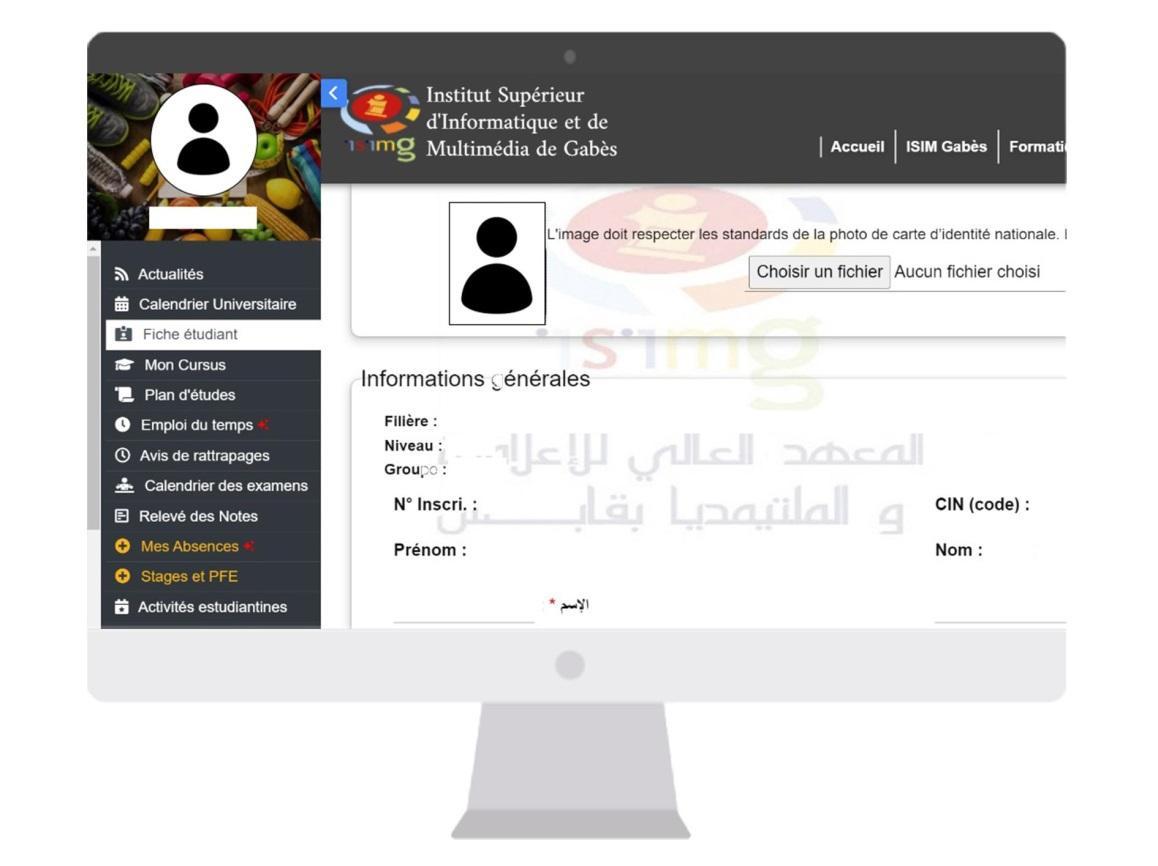 Institut Supérieur
d'Informatique et de
Multimédia de Gabès
isimg
Accueil
ISIM Gabès
Formati
L'image doit respecter les standards de la photo de carte d'identité nationale.
Choisir un fichier Aucun fichier choisi
isimg
Actualités
Calendrier Universitaire
Fiche étudiant
Mon Cursus
Plan d'études
Emploi du temps
Avis de rattrapages
Calendrier des examens
Relevé des Notes
Mes Absences
Stages et PFE
Activités estudiantines
Informations générales
Filière :
Niveau :
Groupe :
المعهد العالي للإعلا
و الملتيميديا بقابس
N° Inscri. :
CIN (code) :
Prénom :
Nom :
الإسم *